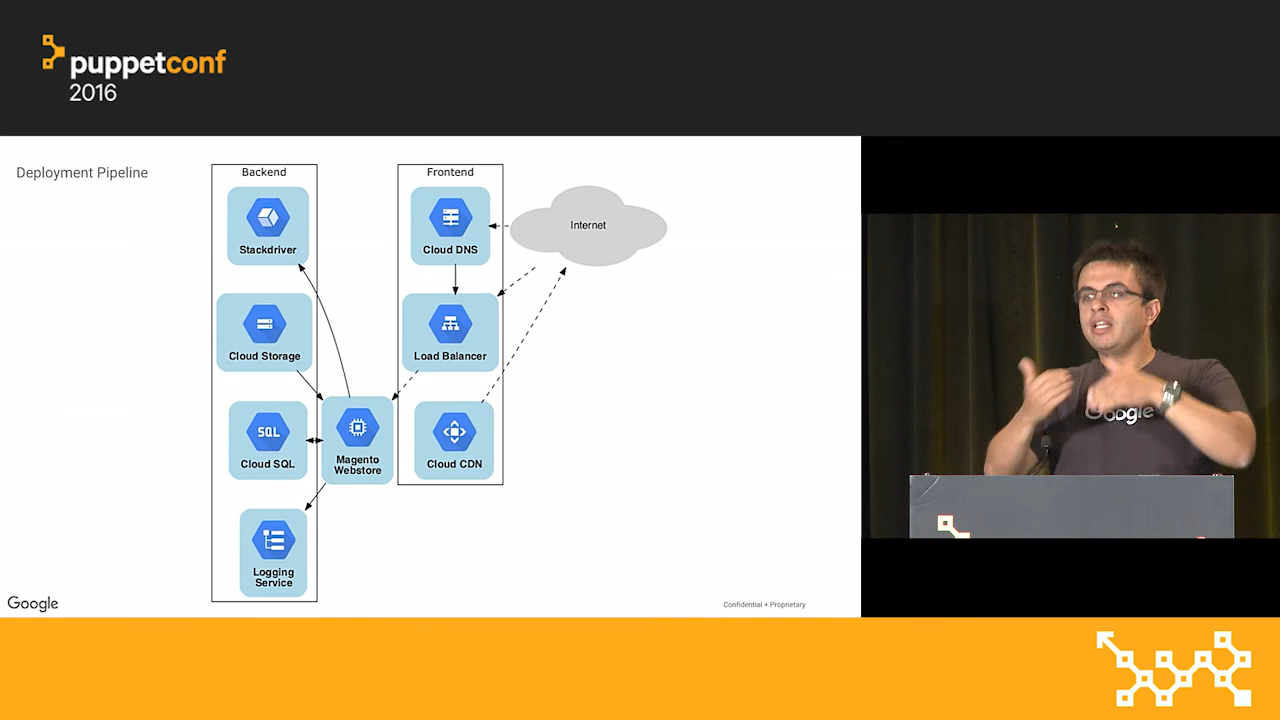 puppetconf
2016
Deployment Pipeline
Backend
Stackdriver
Cloud Storage
SQL
Cloud SQL
Magento
Webstore
Logging
Service
Frontend
Cloud DNS
Load Balancer
Cloud CDN
Internet
Google
Confidential + Proprietary
Google